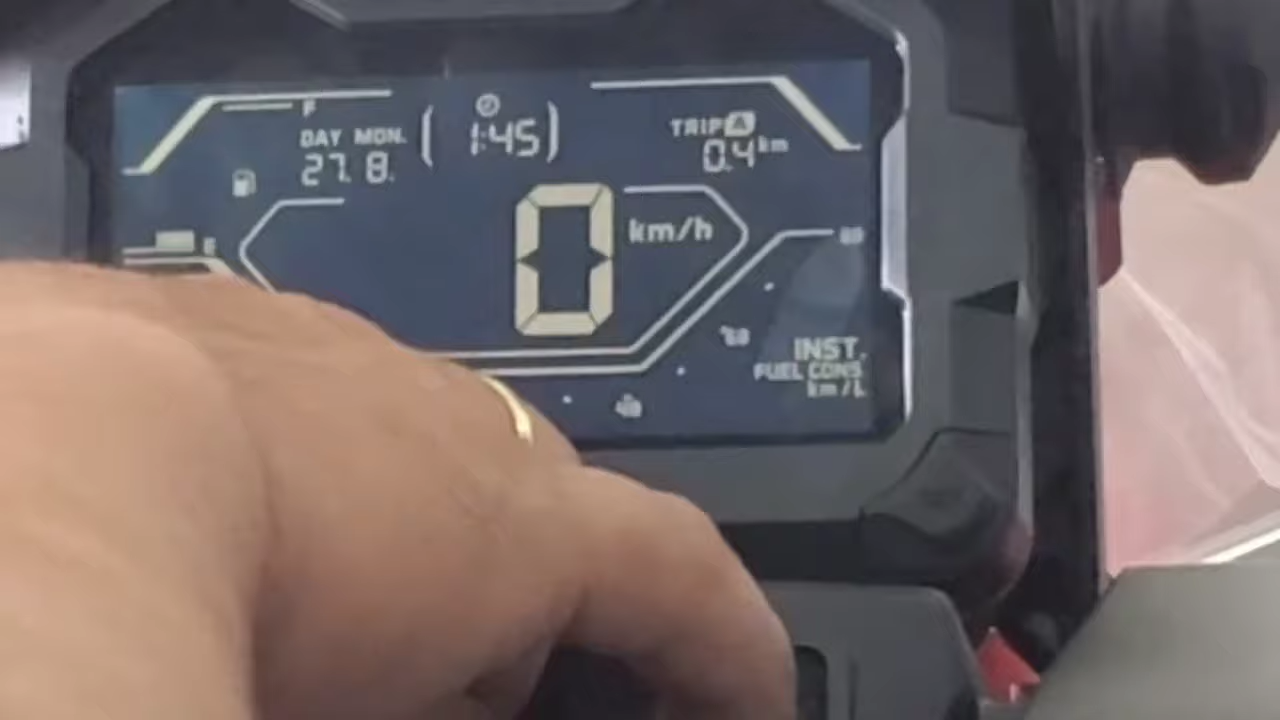 F
DAY MON.
27. 8.
1:45
TRIP A
0.4 km
E
0 km/h
INST.
FUEL CONS.
km/L